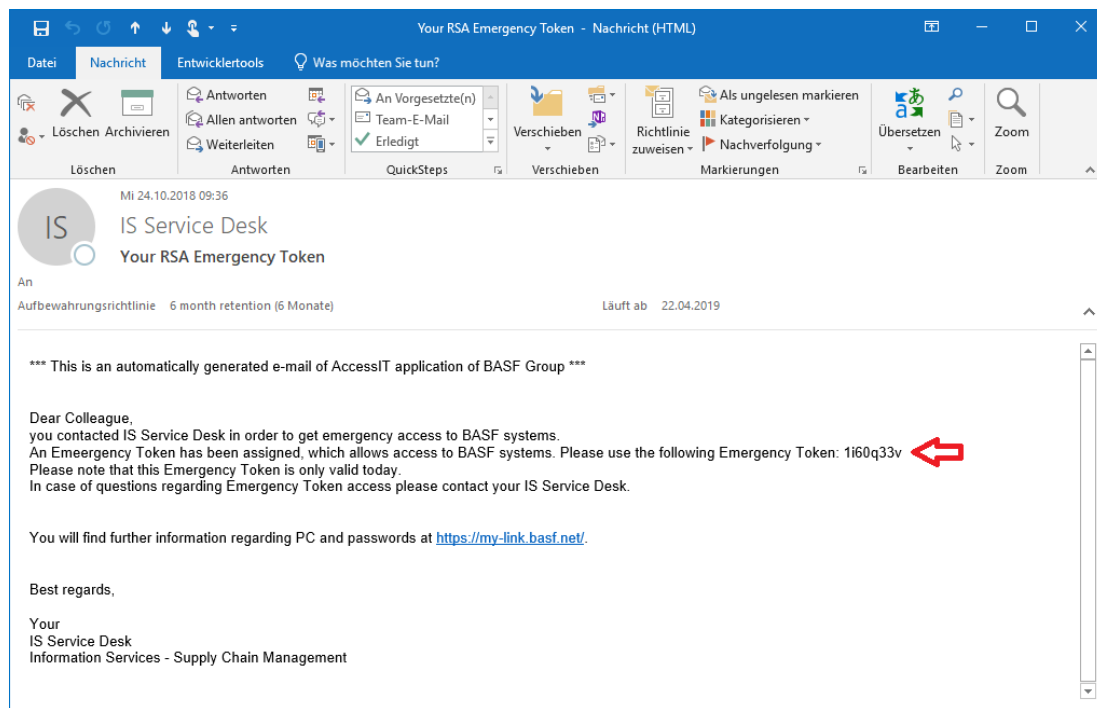 Your RSA Emergency Token - Nachricht (HTML)
Datei Nachricht Entwicklertools Was möchten Sie tun?
Löschen Archivieren
Löschen
Antworten
Allen antworten
Weiterleiten
Antworten
An Vorgesetzte(n)
Team-E-Mail
Erledigt
QuickSteps
Verschieben
Verschieben
Richtlinie zuweisen
Als ungelesen markieren
Kategorisieren
Nachverfolgung
Markierungen
Übersetzen
Bearbeiten
Zoom
Zoom
Mi 24.10.2018 09:36
IS
IS Service Desk
Your RSA Emergency Token
An
Aufbewahrungsrichtlinie 6 month retention (6 Monate) Läuft ab 22.04.2019
*** This is an automatically generated e-mail of AccessIT application of BASF Group ***
Dear Colleague,
you contacted IS Service Desk in order to get emergency access to BASF systems.
An Emeergency Token has been assigned, which allows access to BASF systems. Please use the following Emergency Token: 1i60q33v
Please note that this Emergency Token is only valid today.
In case of questions regarding Emergency Token access please contact your IS Service Desk.
You will find further information regarding PC and passwords at https://my-link.basf.net/.
Best regards,
Your
IS Service Desk
Information Services - Supply Chain Management